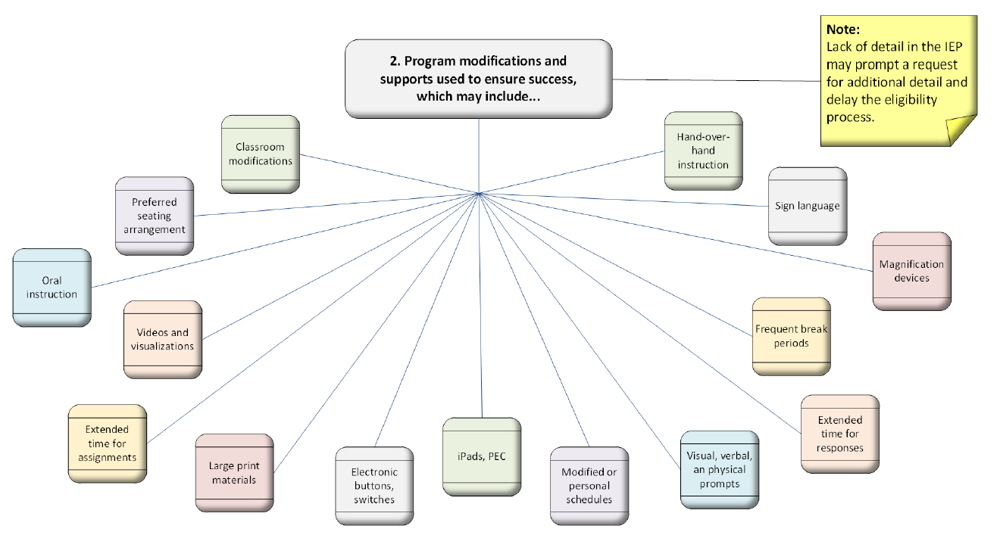 2. Program modifications and
supports used to ensure success,
which may include...
Note:
Lack of detail in the IEP
may prompt a request
for additional detail and
delay the eligibility
process.
Classroom
modifications
Hand-over-
hand
instruction
Preferred
seating
arrangement
Sign language
Oral
instruction
Magnification
devices
Videos and
visualizations
Frequent break
periods
Extended
time for
assignments
Large print
materials
Electronic
buttons,
switches
iPads, PEC
Modified or
personal
schedules
Visual, verbal,
an physical
prompts
Extended
time for
responses